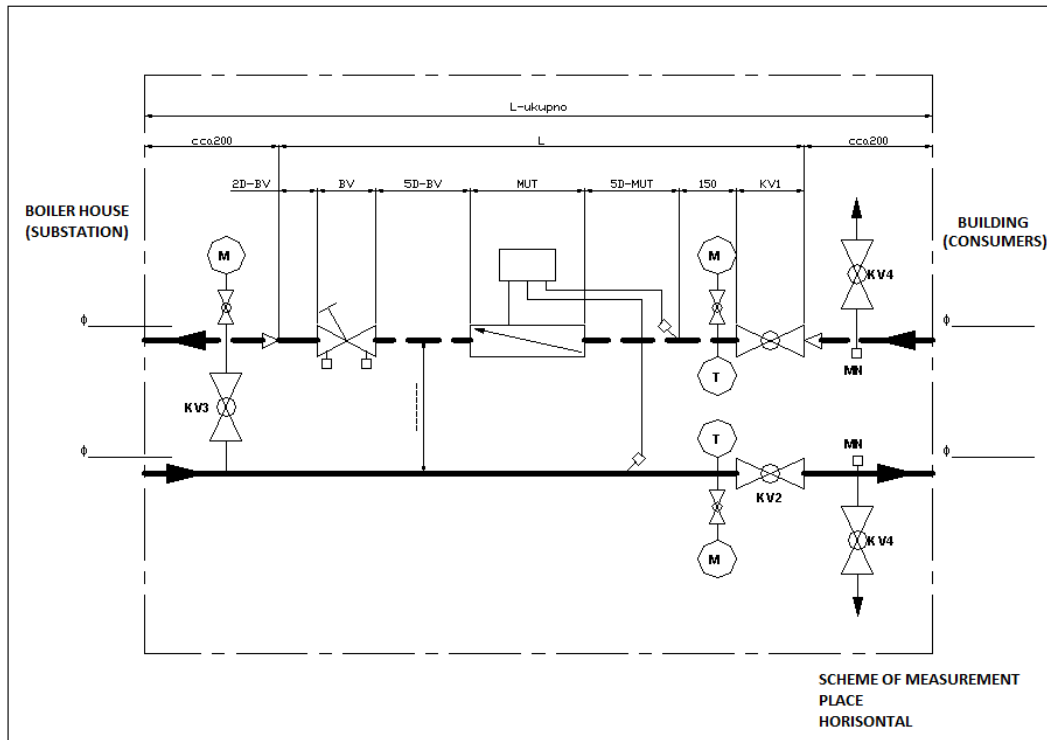 L-ukupno
cca200
L
cca200
2D-BV
BV
5D-BV
MUT
5D-MUT
150
KV1
BOILER HOUSE
(SUBSTATION)
BUILDING
(CONSUMERS)
M
M
KV4
ϕ
ϕ
T
MN
KV3
ϕ
T
MN
ϕ
KV2
KV4
M
SCHEME OF MEASUREMENT
PLACE
HORISONTAL